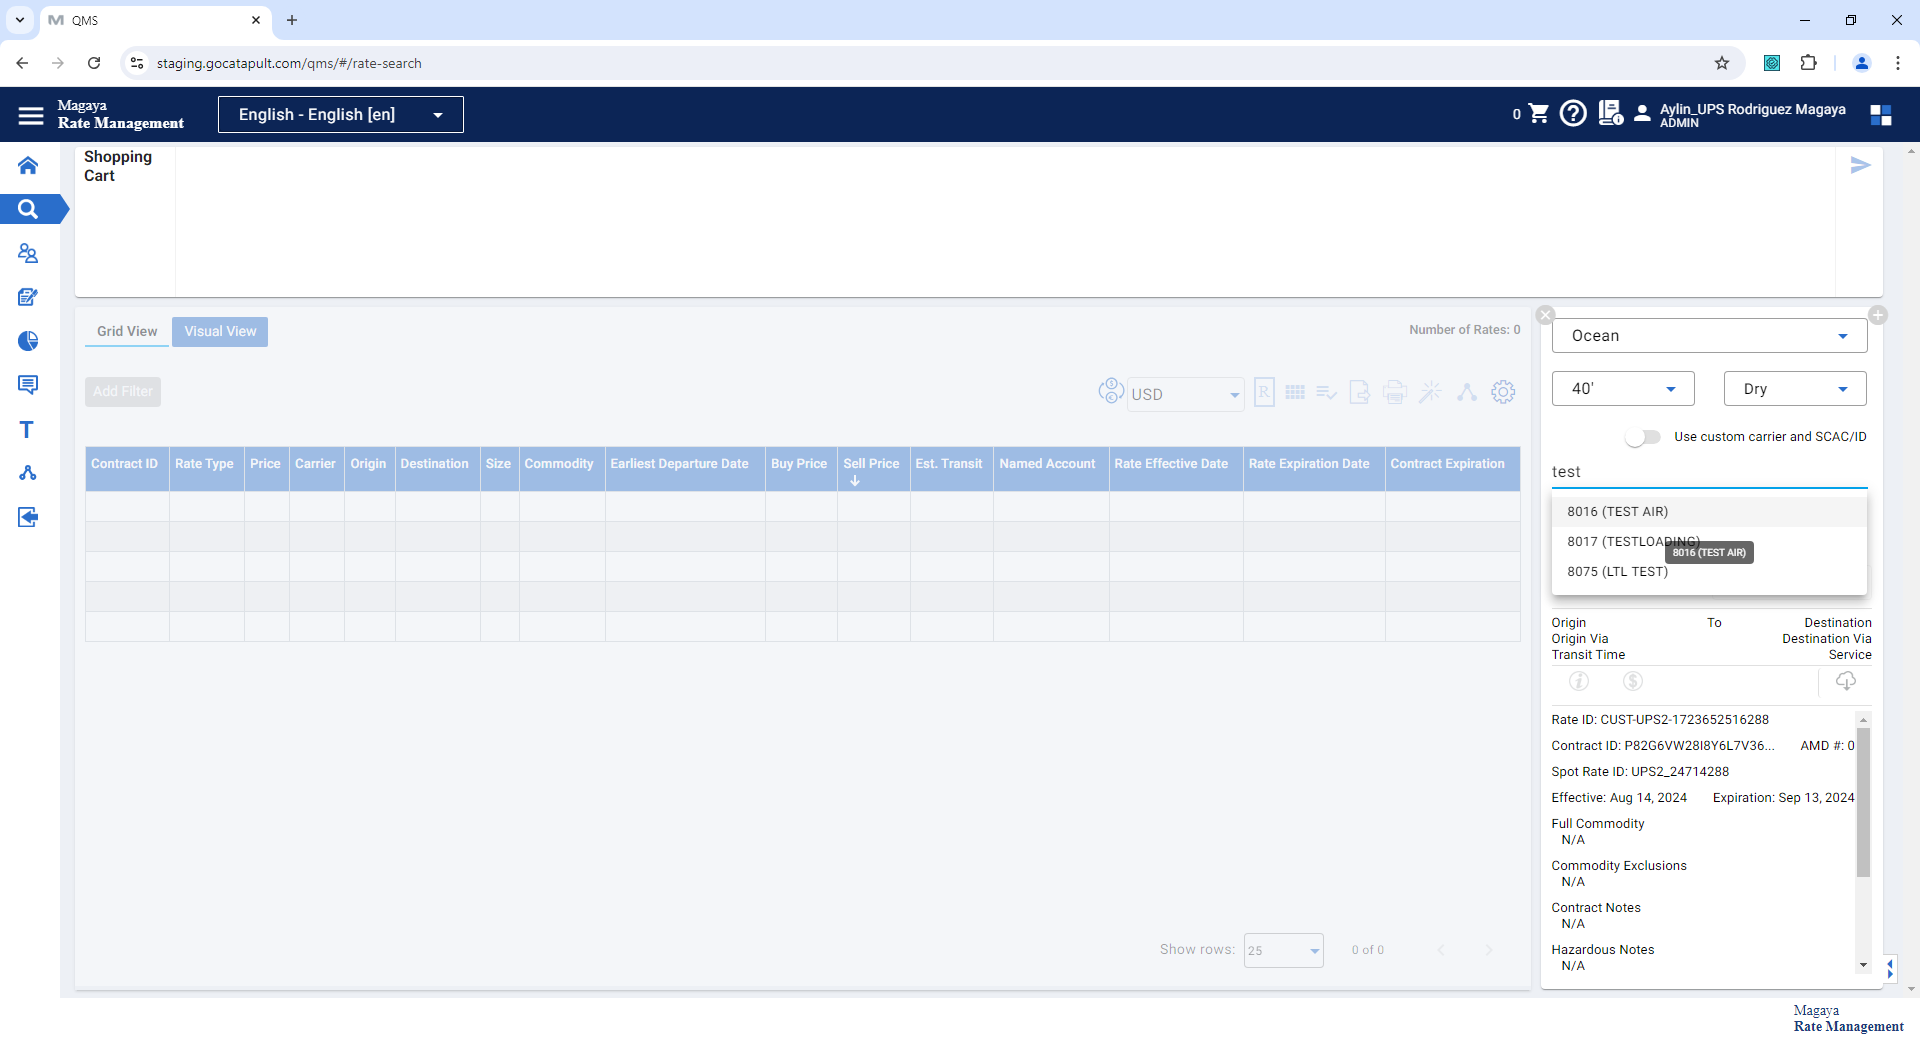 QMS
staging.gocatapult.com/qms/#/rate-search
Magaya
Rate Management
English - English [en]
0
Aylin_UPS Rodriguez Magaya
ADMIN
Shopping
Cart
Grid View
Visual View
Number of Rates: 0
Add Filter
USD
R
Contract ID
Rate Type
Price
Carrier
Origin
Destination
Size
Commodity
Earliest Departure Date
Buy Price
Sell Price
Est. Transit
Named Account
Rate Effective Date
Rate Expiration Date
Contract Expiration
Show rows:
25
0 of 0
Ocean
40'
Dry
Use custom carrier and SCAC/ID
test
8016 (TEST AIR)
8017 (TESTLOADING)
8016 (TEST AIR)
8075 (LTL TEST)
Origin To Destination
Origin Via Destination Via
Transit Time Service
Rate ID: CUST-UPS2-1723652516288
Contract ID: P82G6VW28I8Y6L7V36... AMD #: 0
Spot Rate ID: UPS2_24714288
Effective: Aug 14, 2024 Expiration: Sep 13, 2024
Full Commodity
N/A
Commodity Exclusions
N/A
Contract Notes
N/A
Hazardous Notes
N/A
Magaya
Rate Management